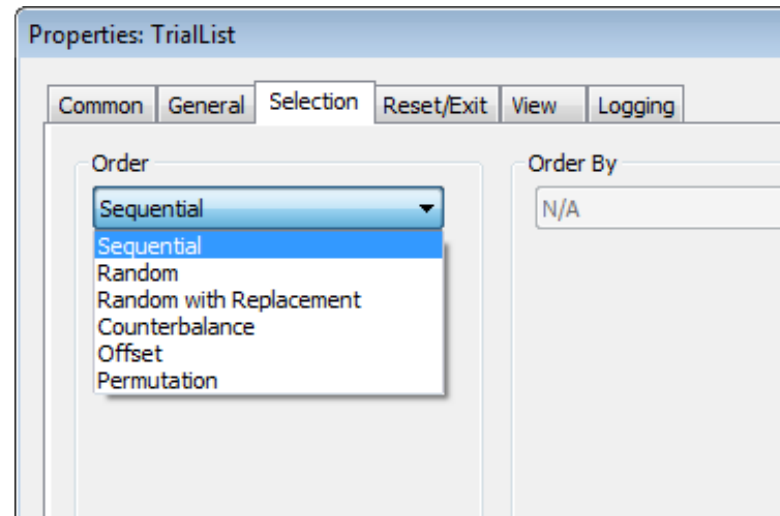 Properties: TrialList
Common General Selection Reset/Exit View Logging
Order
Order By
Sequential
N/A
Sequential
Random
Random with Replacement
Counterbalance
Offset
Permutation